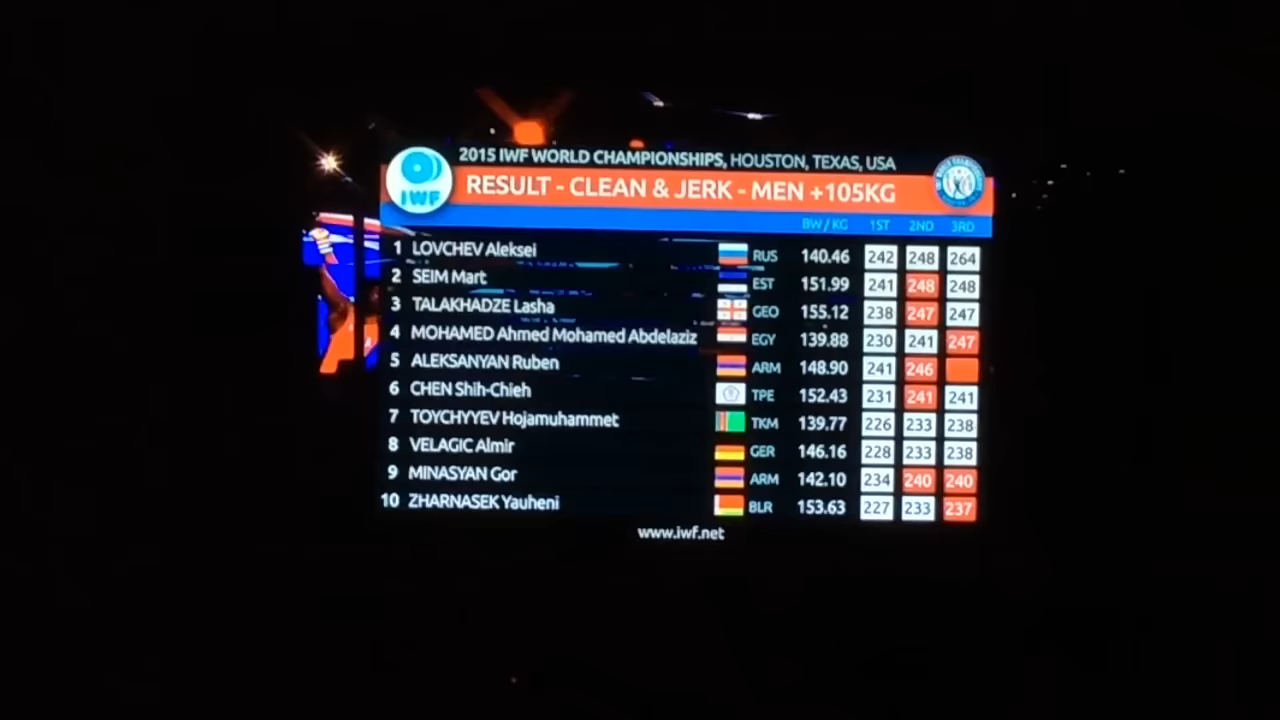 2015 IWF WORLD CHAMPIONSHIPS, HOUSTON, TEXAS, USA
IWF
RESULT - CLEAN & JERK - MEN +105KG
BW / KG 1ST 2ND 3RD
1 LOVCHEV Aleksei RUS 140.46 242 248 264
2 SEIM Mart EST 151.99 241 248 248
3 TALAKHADZE Lasha GEO 155.12 238 247 247
4 MOHAMED Ahmed Mohamed Abdelaziz EGY 139.88 230 241 247
5 ALEKSANYAN Ruben ARM 148.90 241 246
6 CHEN Shih-Chieh TPE 152.43 231 241 241
7 TOYCHYYEV Hojamuhammet TKM 139.77 226 233 238
8 VELAGIC Almir GER 146.16 228 233 238
9 MINASYAN Gor ARM 142.10 234 240 240
10 ZHARNASEK Yauheni BLR 153.63 227 233 237
www.iwf.net